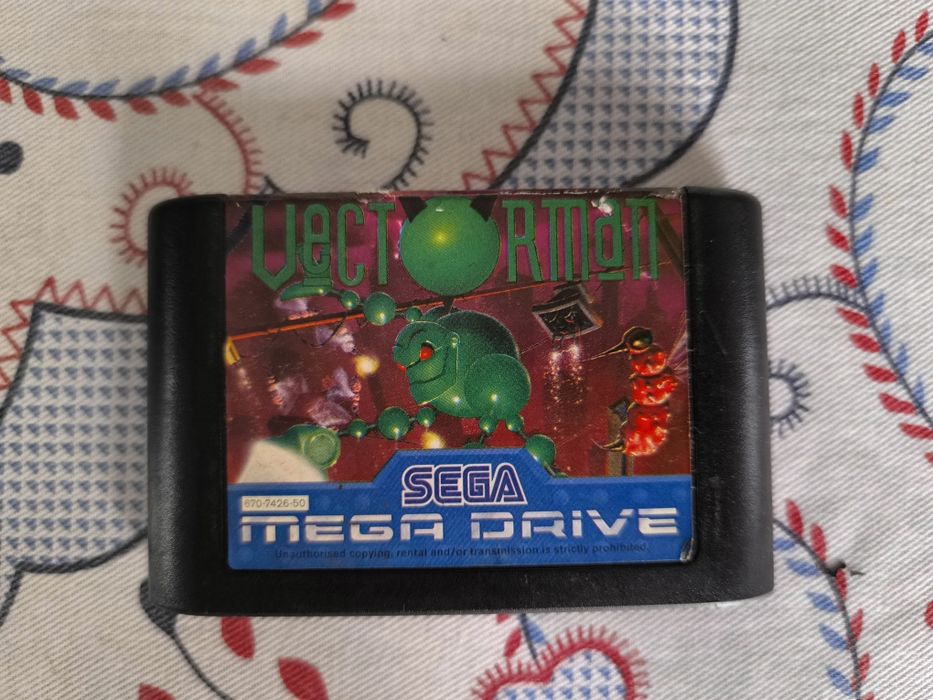 VecTORman
SEGA
670-7426-50
MEGA DRIVE
Unauthorised copying, rental and/or transmission is strictly prohibited.